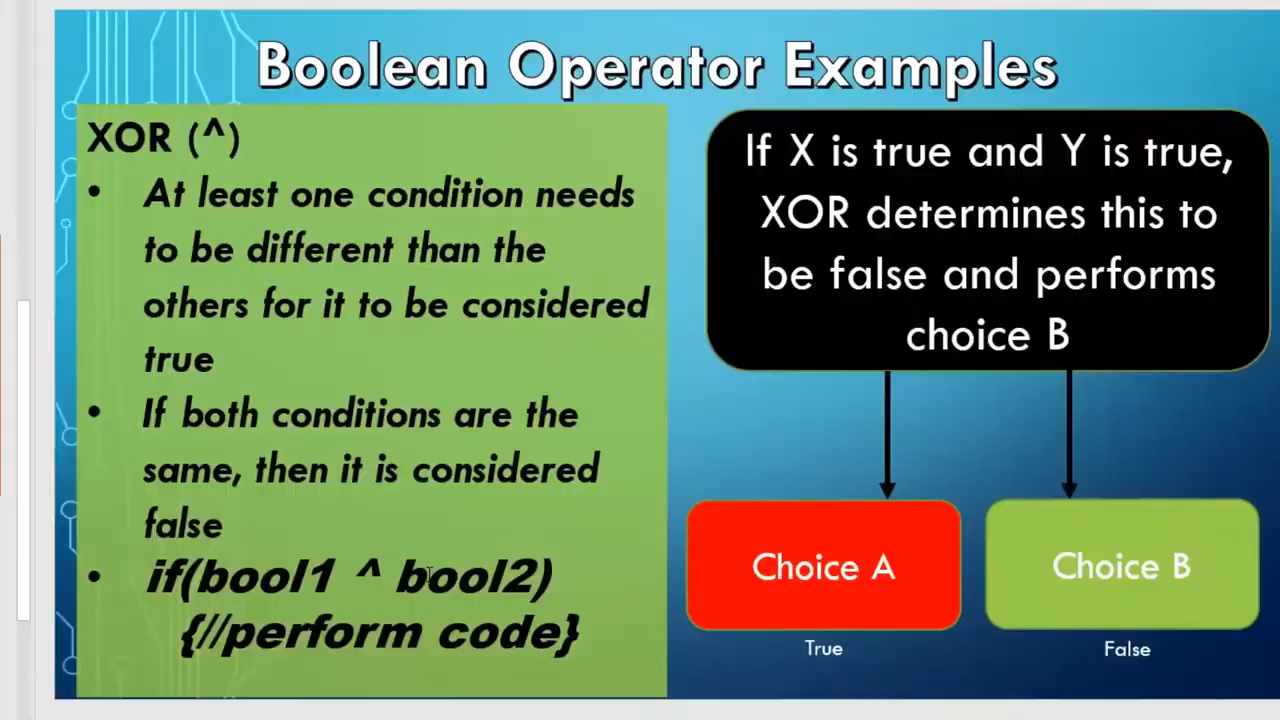 Boolean Operator Examples
XOR (^)
• At least one condition needs
to be different than the
others for it to be considered
true
• If both conditions are the
same, then it is considered
false
• if(bool1 ^ bool2)
{//perform code}
If X is true and Y is true,
XOR determines this to
be false and performs
choice B
Choice A
Choice B
True
False